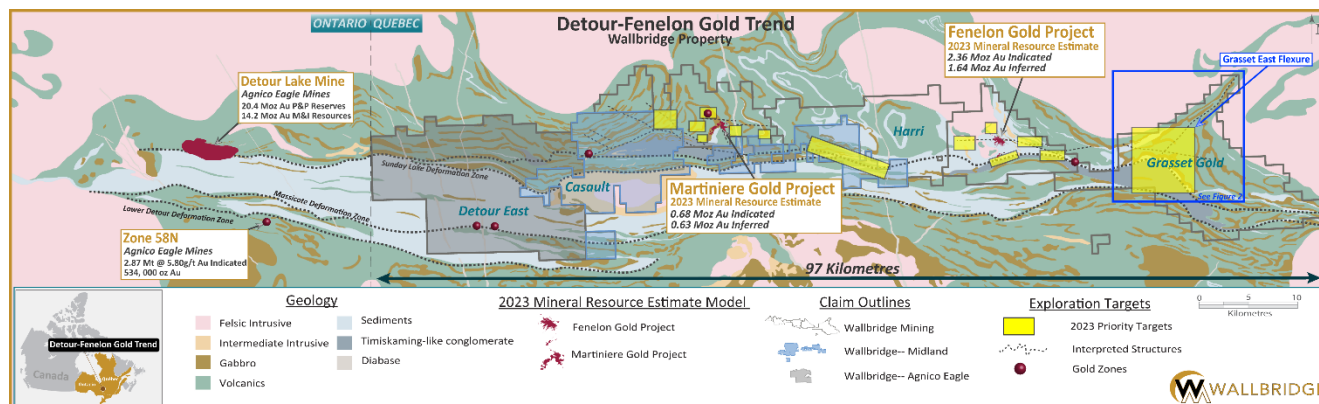 ONTARIO QUEBEC
Detour-Fenelon Gold Trend
Wallbridge Property
Fenelon Gold Project
2023 Mineral Resource Estimate
2.36 Moz Au Indicated
1.64 Moz Au Inferred
Grasset East Flexure
Detour Lake Mine
Agnico Eagle Mines
20.4 Moz Au P&P Reserves
14.2 Moz Au M&I Resources
Harri
Grasset Gold
See Figure 2
Sunday Lake Deformation Zone
Casault
Martiniere Gold Project
2023 Mineral Resource Estimate
0.68 Moz Au Indicated
0.63 Moz Au Inferred
Massicote Deformation Zone
Lower Detour Deformation Zone
Detour East
Zone 58N
Agnico Eagle Mines
2.87 Mt @ 5.80g/t Au Indicated
534, 000 oz Au
97 Kilometres
Geology
Felsic Intrusive
Intermediate Intrusive
Gabbro
Volcanics
Sediments
Timiskaming-like conglomerate
Diabase
2023 Mineral Resource Estimate Model
Fenelon Gold Project
Martiniere Gold Project
Claim Outlines
Wallbridge Mining
Wallbridge-- Midland
Wallbridge-- Agnico Eagle
Exploration Targets
2023 Priority Targets
Interpreted Structures
Gold Zones
0 5 10
Kilometres
Detour-Fenelon Gold Trend
Canada
Ontario
Quebec
WALLBRIDGE